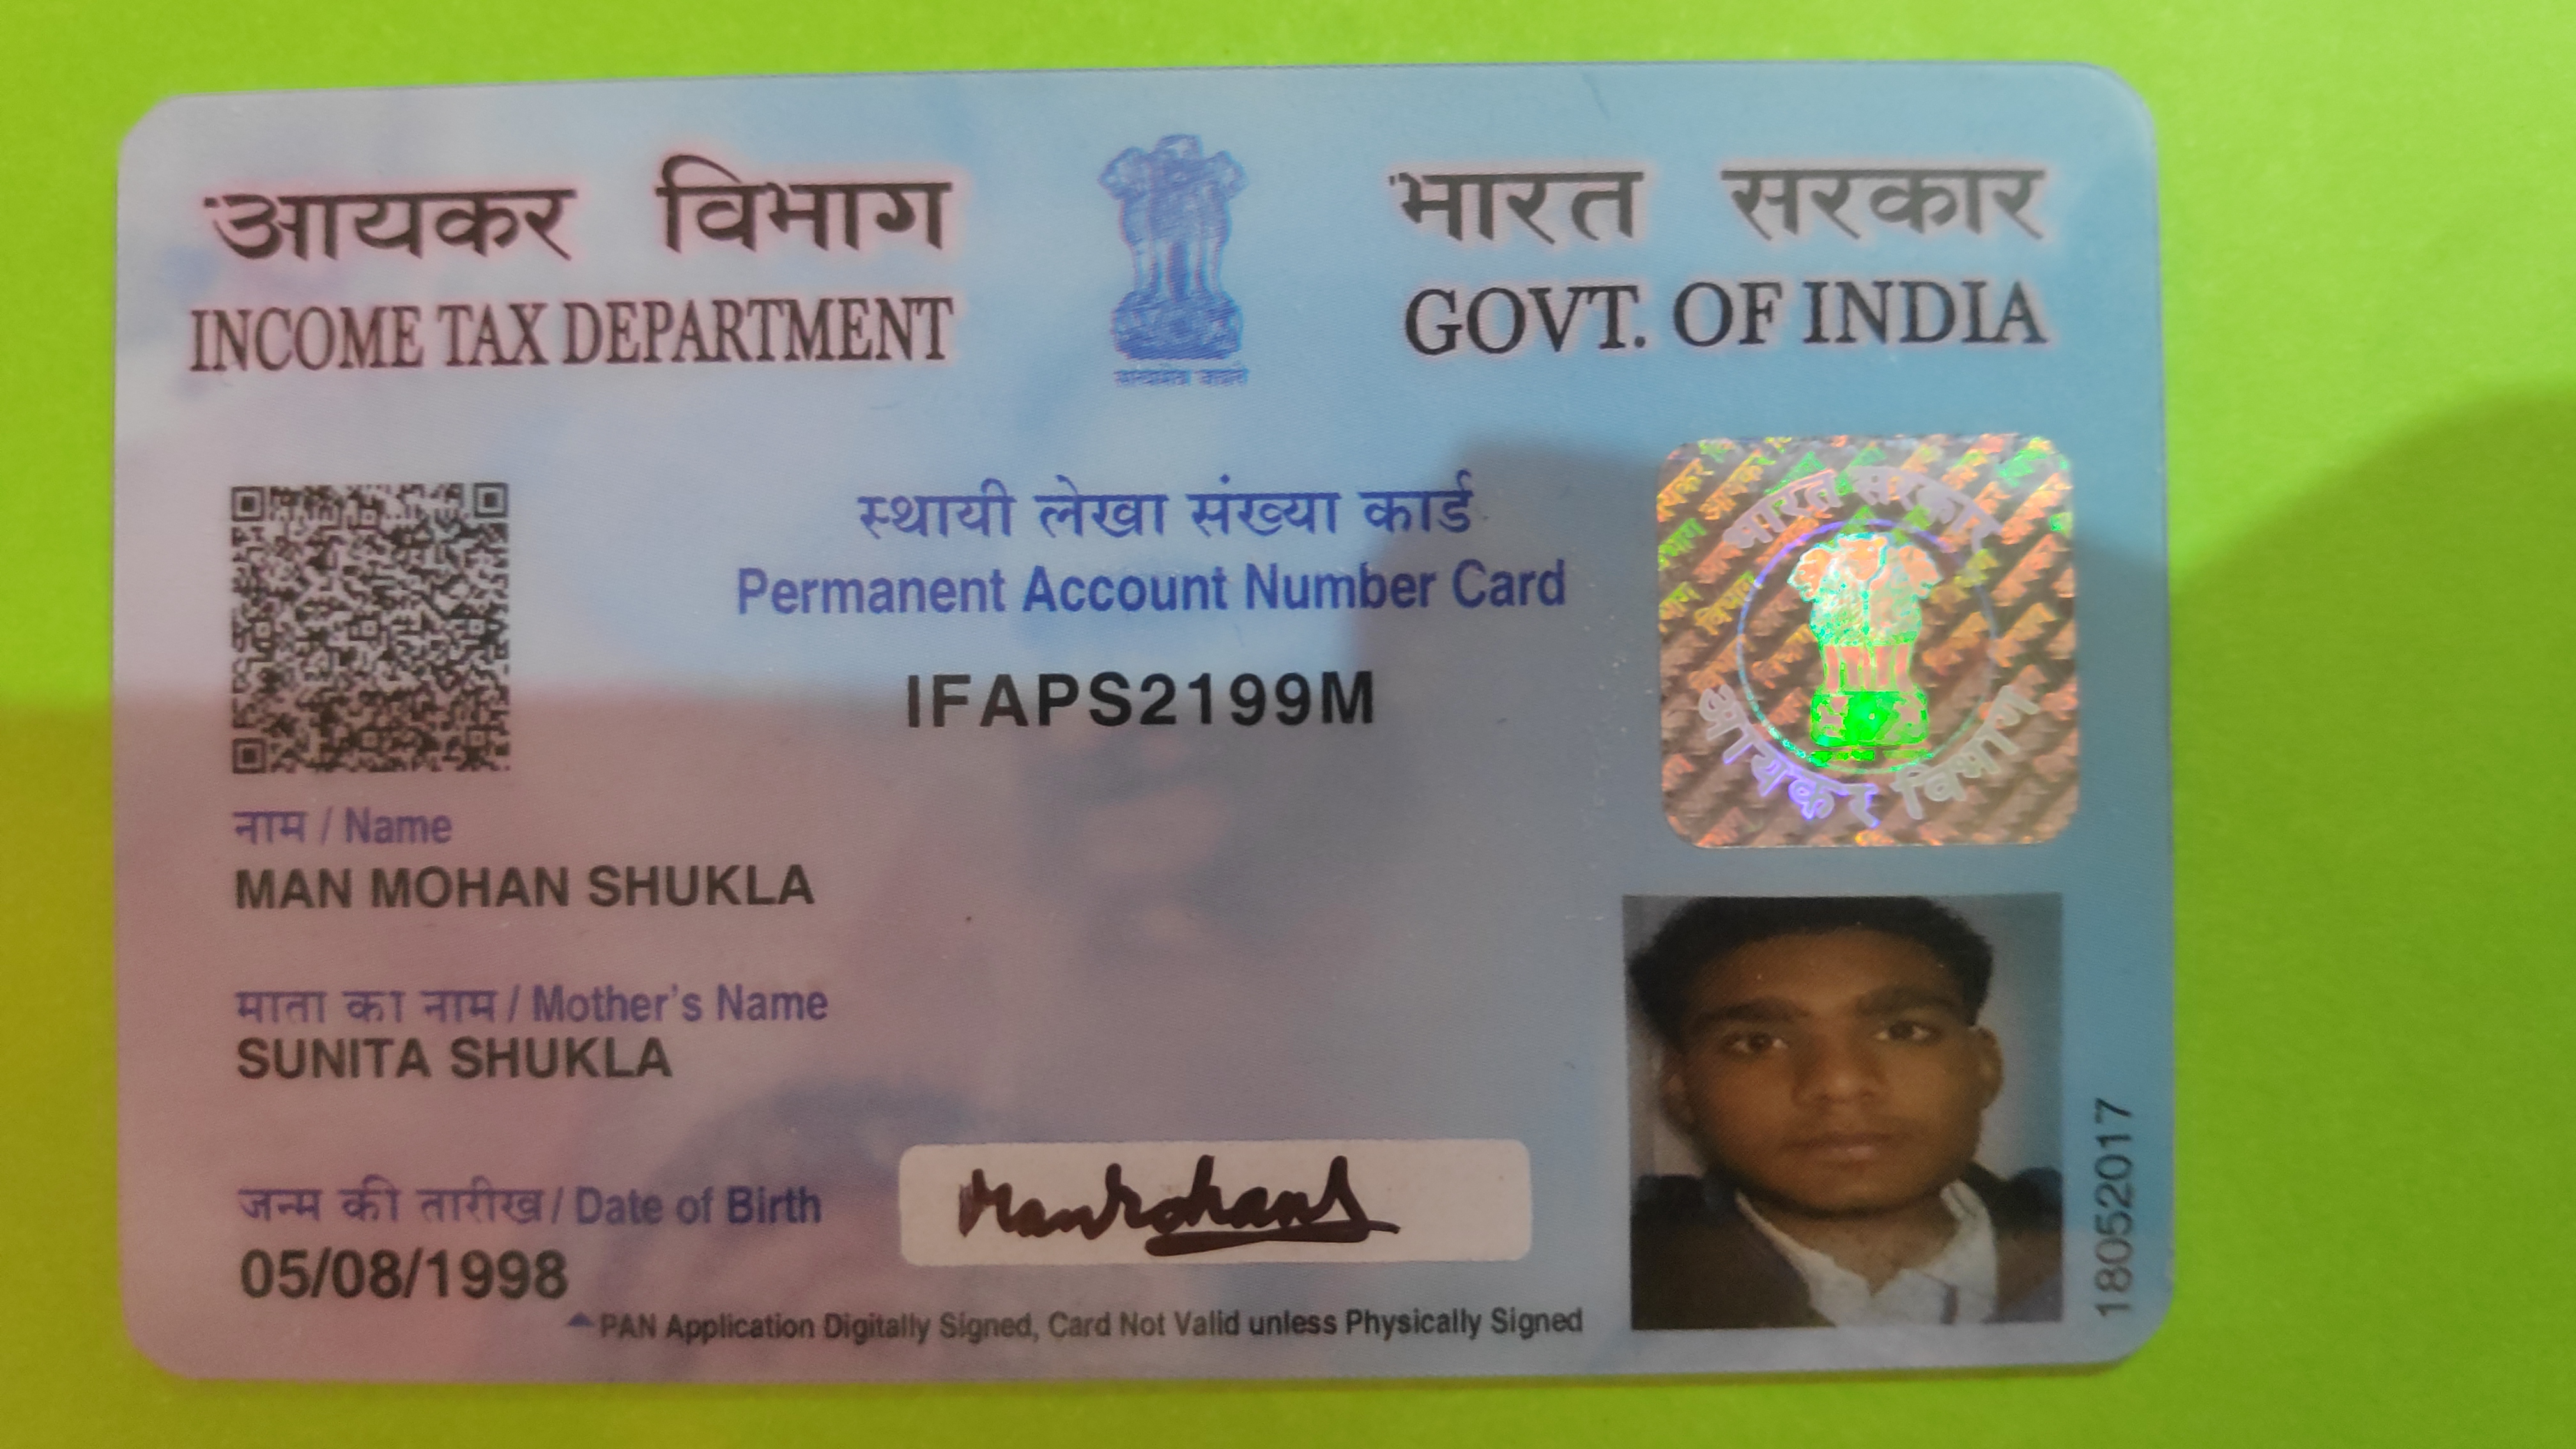 आयकर विभाग
INCOME TAX DEPARTMENT
भारत सरकार
GOVT. OF INDIA
सत्यमेव जयते
स्थायी लेखा संख्या कार्ड
Permanent Account Number Card
IFAPS2199M
भारत सरकार
आयकर विभाग
नाम / Name
MAN MOHAN SHUKLA
माता का नाम / Mother's Name
SUNITA SHUKLA
जन्म की तारीख / Date of Birth
05/08/1998
PAN Application Digitally Signed, Card Not Valid unless Physically Signed
18052017